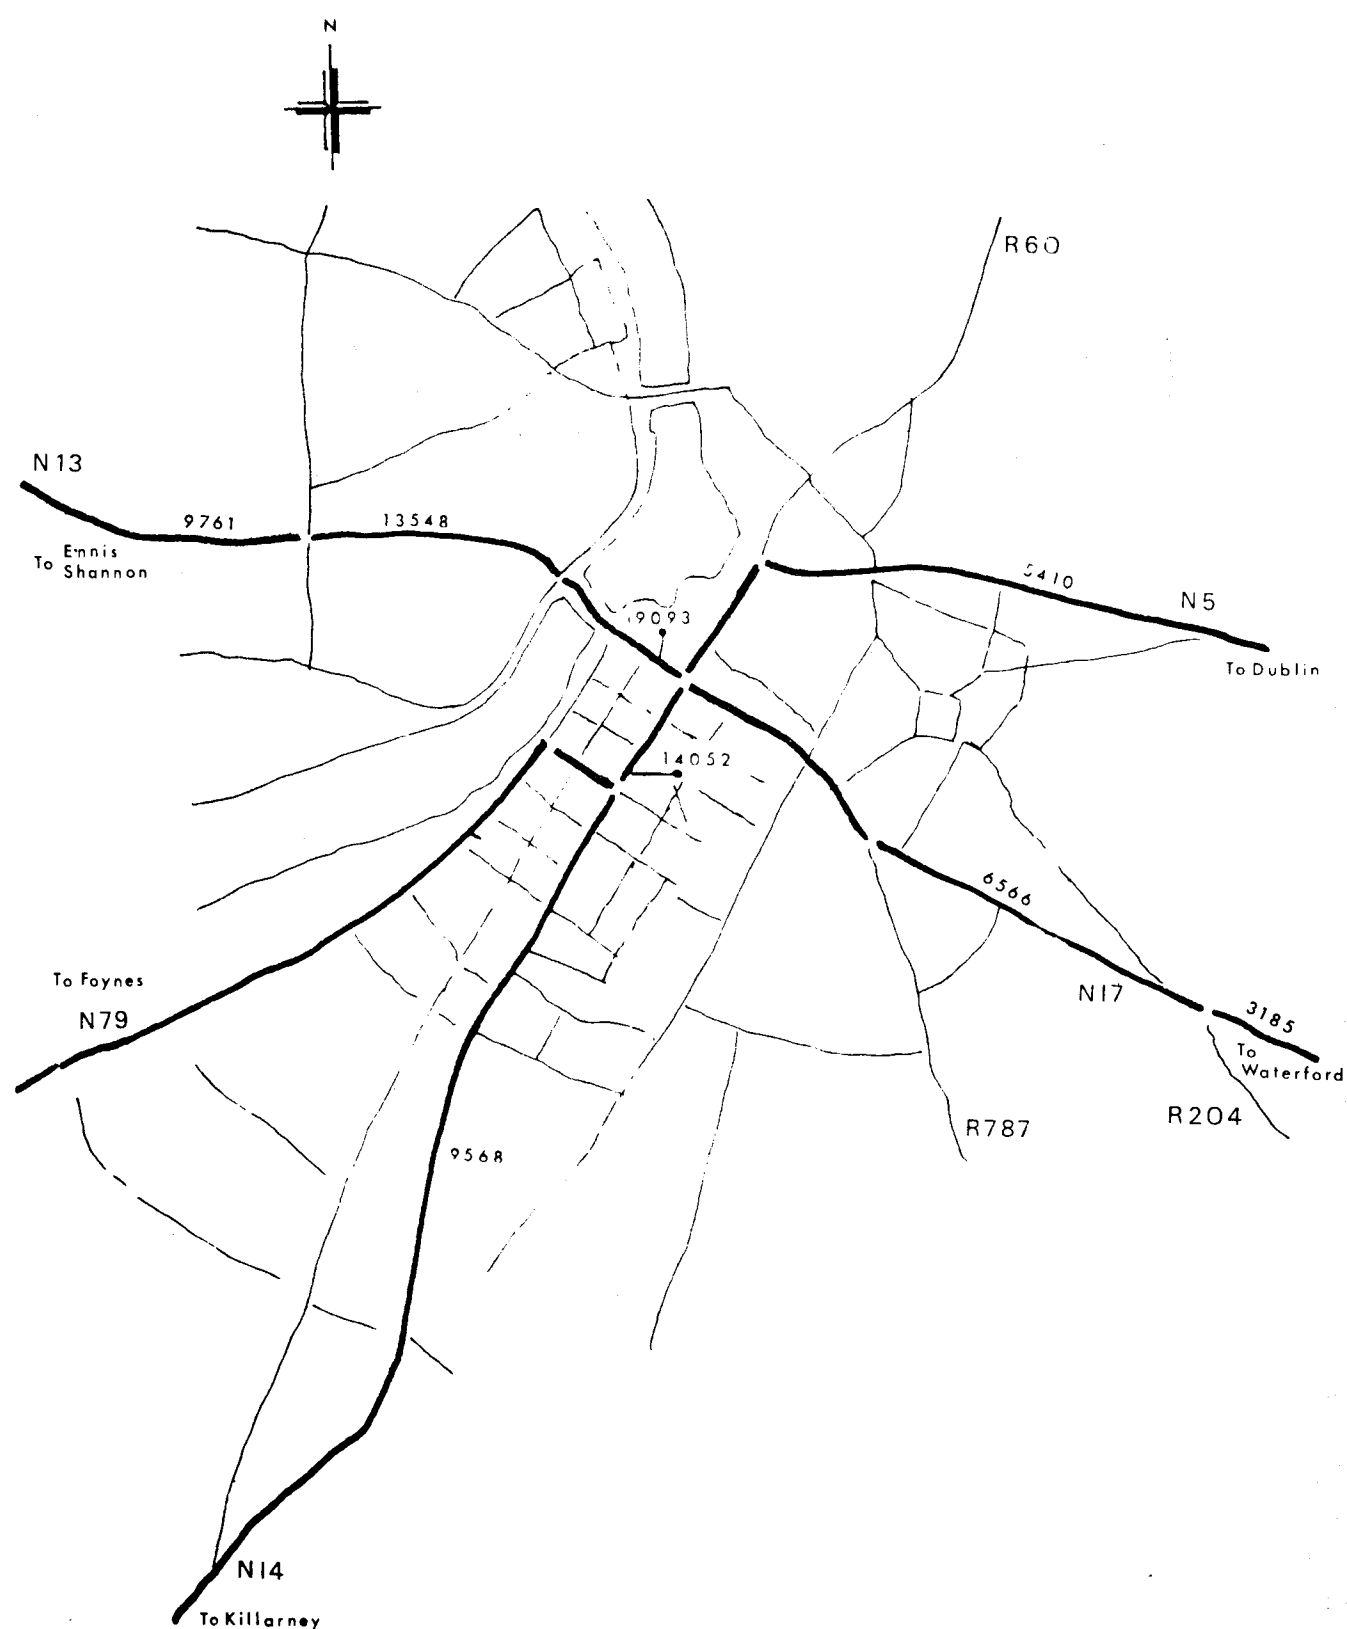 N
R60
N13
9761
13548
To Ennis
Shannon
5410
N5
To Dublin
19093
14052
6566
To Foynes
N79
N17
3185
To
Waterford
R204
R787
9568
N14
To Killarney